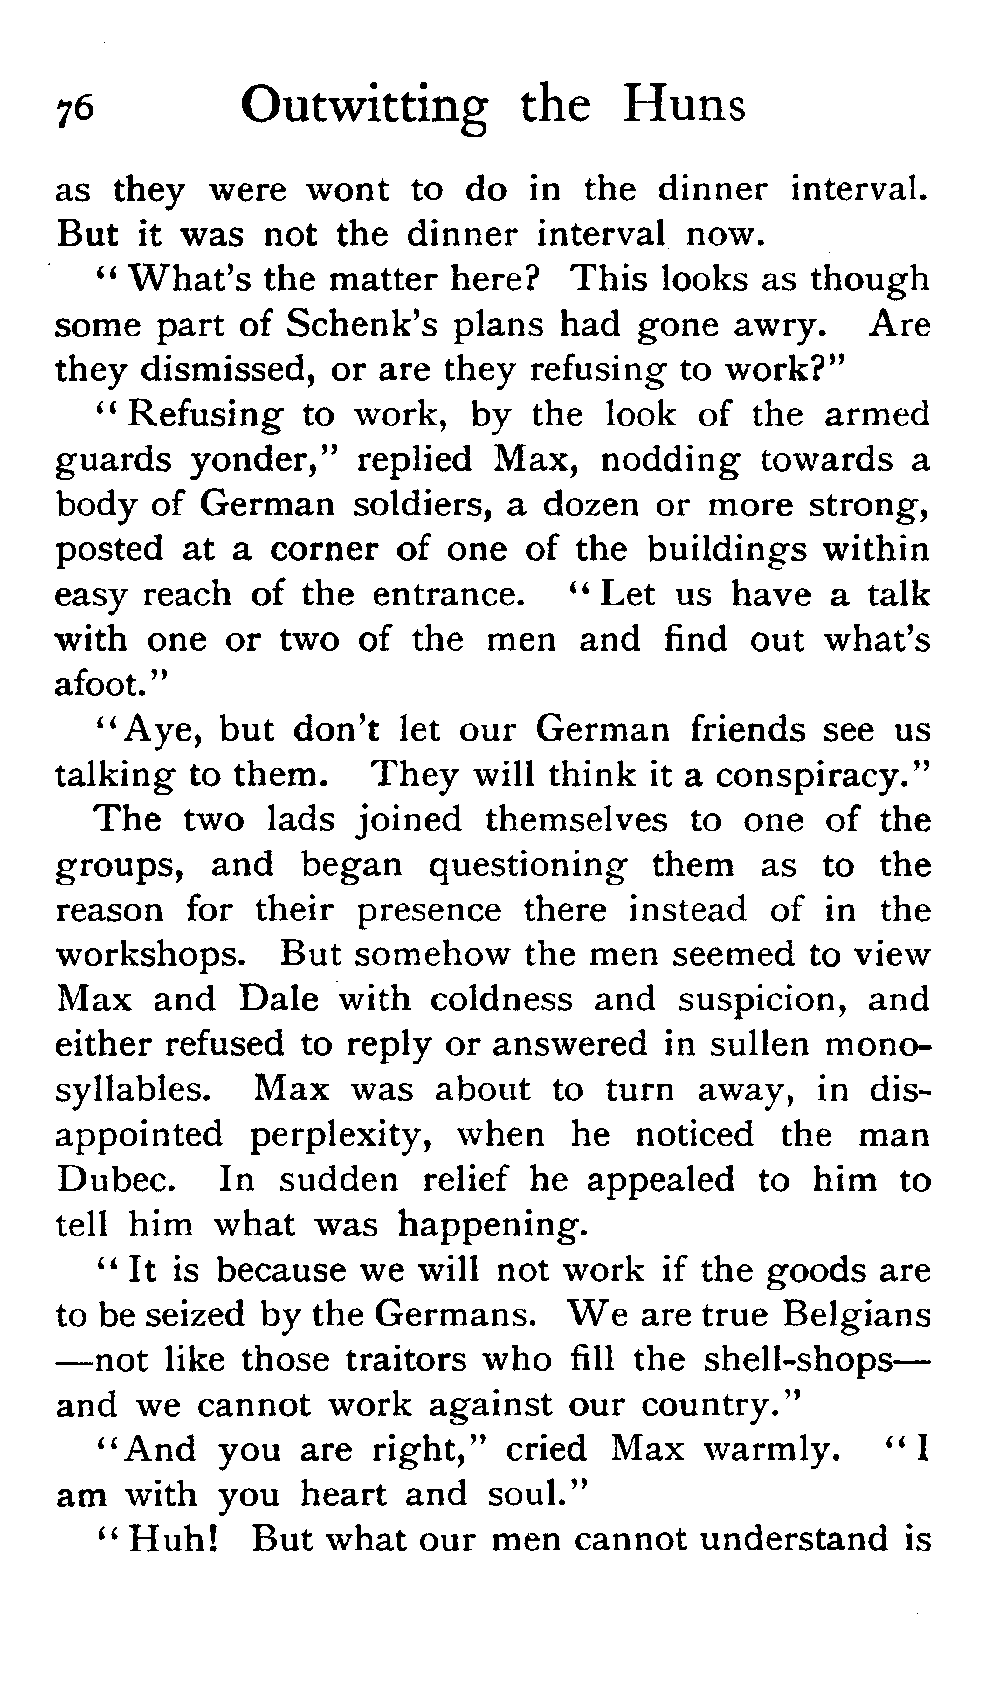 76 Outwitting the Huns
as they were wont to do in the dinner interval.
But it was not the dinner interval now.
"What's the matter here? This looks as though
some part of Schenk's plans had gone awry. Are
they dismissed, or are they refusing to work?"
"Refusing to work, by the look of the armed
guards yonder," replied Max, nodding towards a
body of German soldiers, a dozen or more strong,
posted at a corner of one of the buildings within
easy reach of the entrance. "Let us have a talk
with one or two of the men and find out what's
afoot."
"Aye, but don't let our German friends see us
talking to them. They will think it a conspiracy."
The two lads joined themselves to one of the
groups, and began questioning them as to the
reason for their presence there instead of in the
workshops. But somehow the men seemed to view
Max and Dale with coldness and suspicion, and
either refused to reply or answered in sullen mono-
syllables. Max was about to turn away, in dis-
appointed perplexity, when he noticed the man
Dubec. In sudden relief he appealed to him to
tell him what was happening.
"It is because we will not work if the goods are
to be seized by the Germans. We are true Belgians
—not like those traitors who fill the shell-shops—
and we cannot work against our country."
"And you are right," cried Max warmly. "I
am with you heart and soul."
"Huh! But what our men cannot understand is